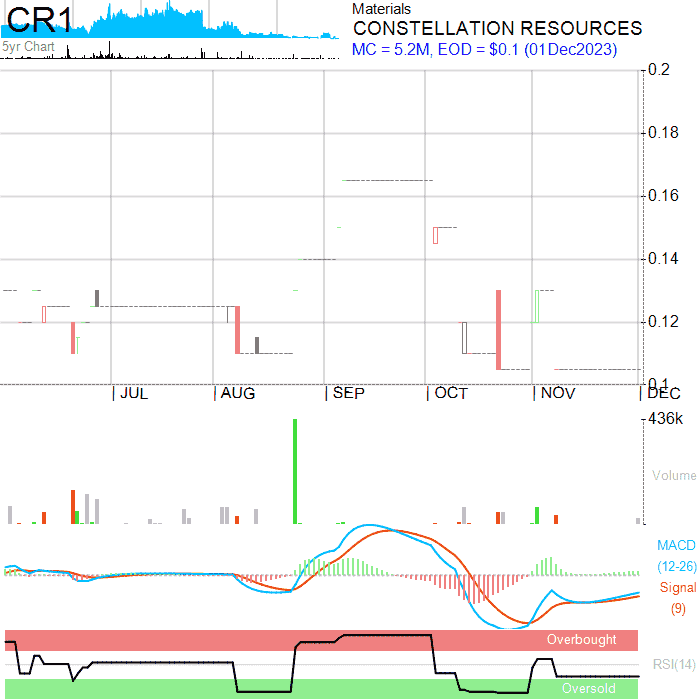 CR1
5yr Chart
Materials
CONSTELLATION RESOURCES
MC = 5.2M, EOD = $0.1 (01Dec2023)
0.2
0.18
0.16
0.14
0.12
0.1
JUL
AUG
SEP
OCT
NOV
DEC
436k
Volume
MACD
(12-26)
Signal
(9)
Overbought
RSI(14)
Oversold